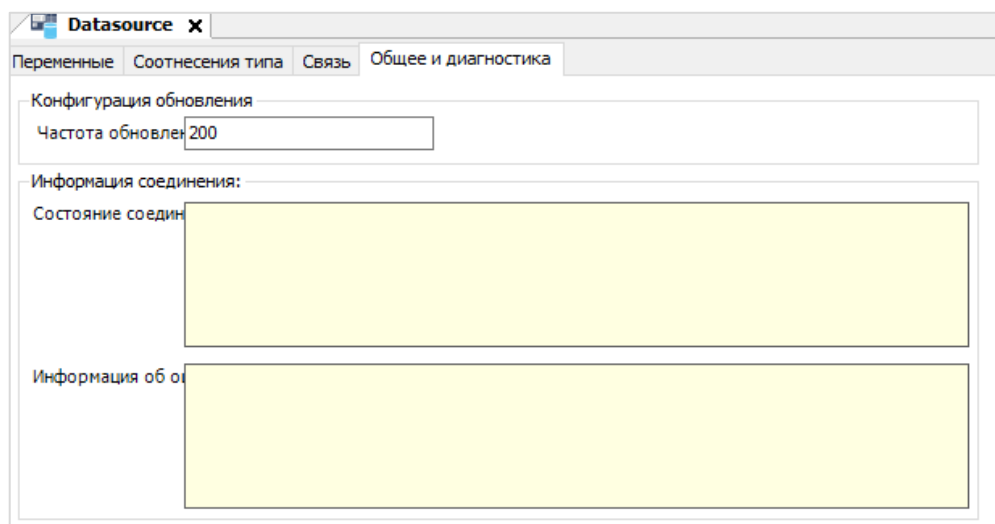 Datasource
Переменные Соотнесения типа Связь Общее и диагностика
Конфигурация обновления
Частота обновлен 200
Информация соединения:
Состояние соедин
Информация об